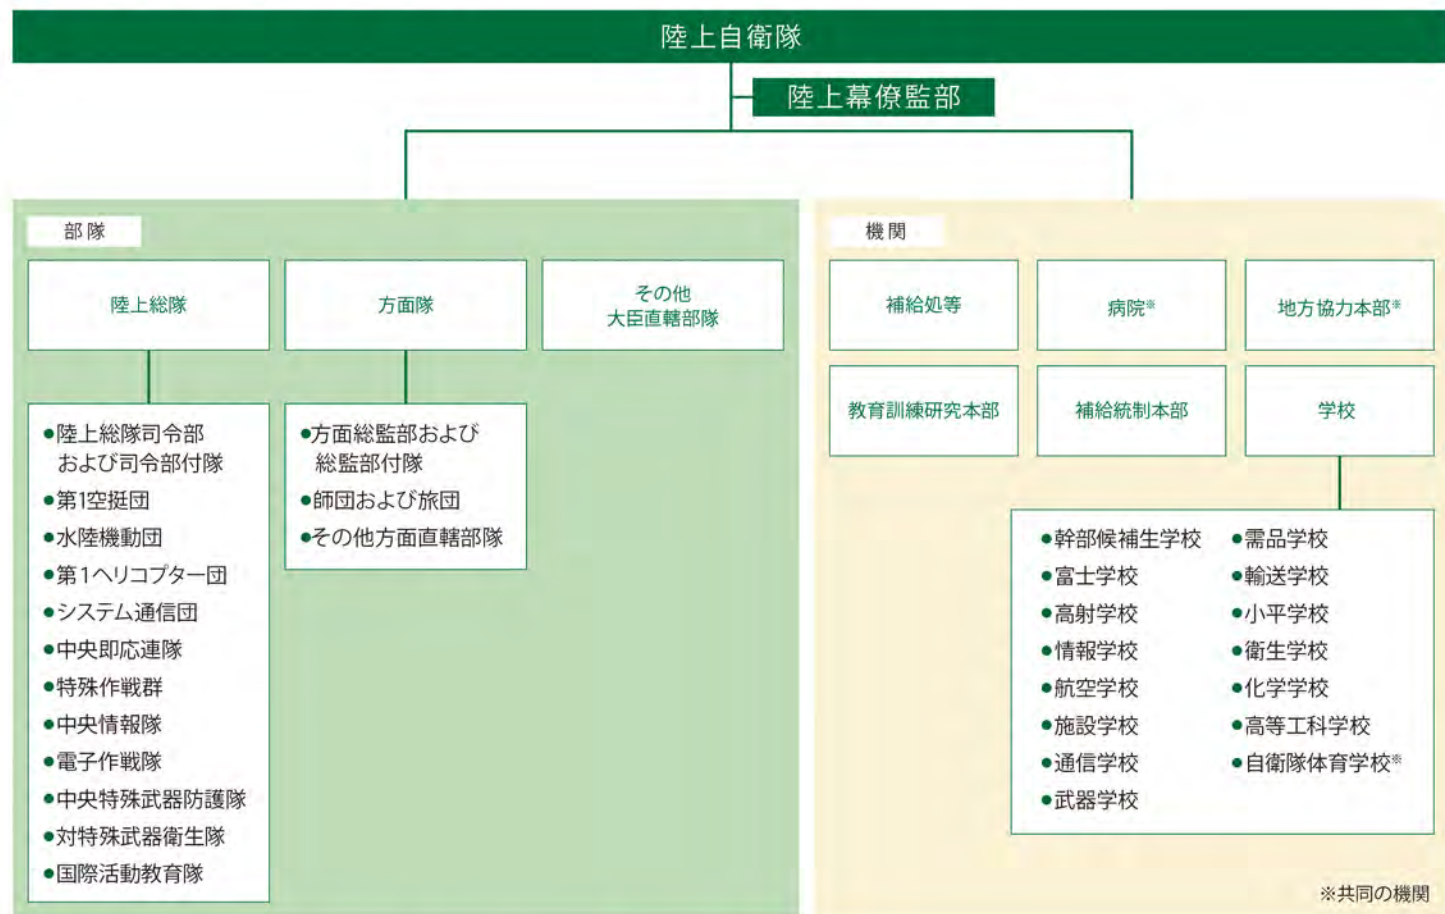 陸上自衛隊
陸上幕僚監部
部隊
陸上総隊
方面隊
その他
大臣直轄部隊
●陸上総隊司令部
および司令部付隊
●第1空挺団
●水陸機動団
●第1ヘリコプター団
●システム通信団
●中央即応連隊
●特殊作戦群
●中央情報隊
●電子作戦隊
●中央特殊武器防護隊
●対特殊武器衛生隊
●国際活動教育隊
●方面総監部および
総監部付隊
●師団および旅団
●その他方面直轄部隊
機関
補給処等
病院※
地方協力本部※
教育訓練研究本部
補給統制本部
学校
●幹部候補生学校
●富士学校
●高射学校
●情報学校
●航空学校
●施設学校
●通信学校
●武器学校
●需品学校
●輸送学校
●小平学校
●衛生学校
●化学学校
●高等工科学校
●自衛隊体育学校※
※共同の機関